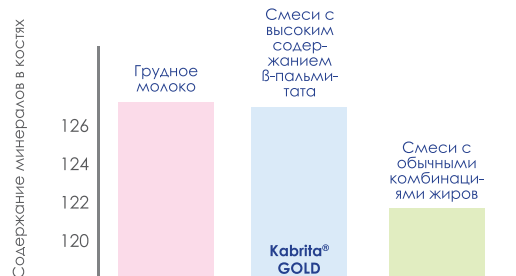 Содержание минералов в костях
126
124
122
120
Грудное
молоко
Смеси с
высоким
содер-
жанием
ß-пальми-
тата
Kabrita®
GOLD
Смеси с
обычными
комбинаци-
ями жиров